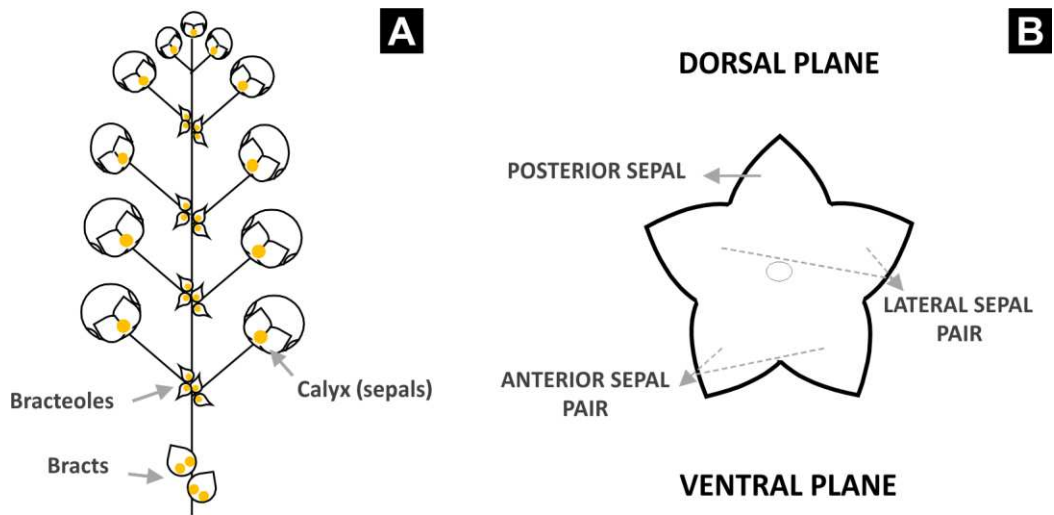 A
Bracteoles
Calyx (sepals)
Bracts
B
DORSAL PLANE
POSTERIOR SEPAL
LATERAL SEPAL
PAIR
ANTERIOR SEPAL
PAIR
VENTRAL PLANE